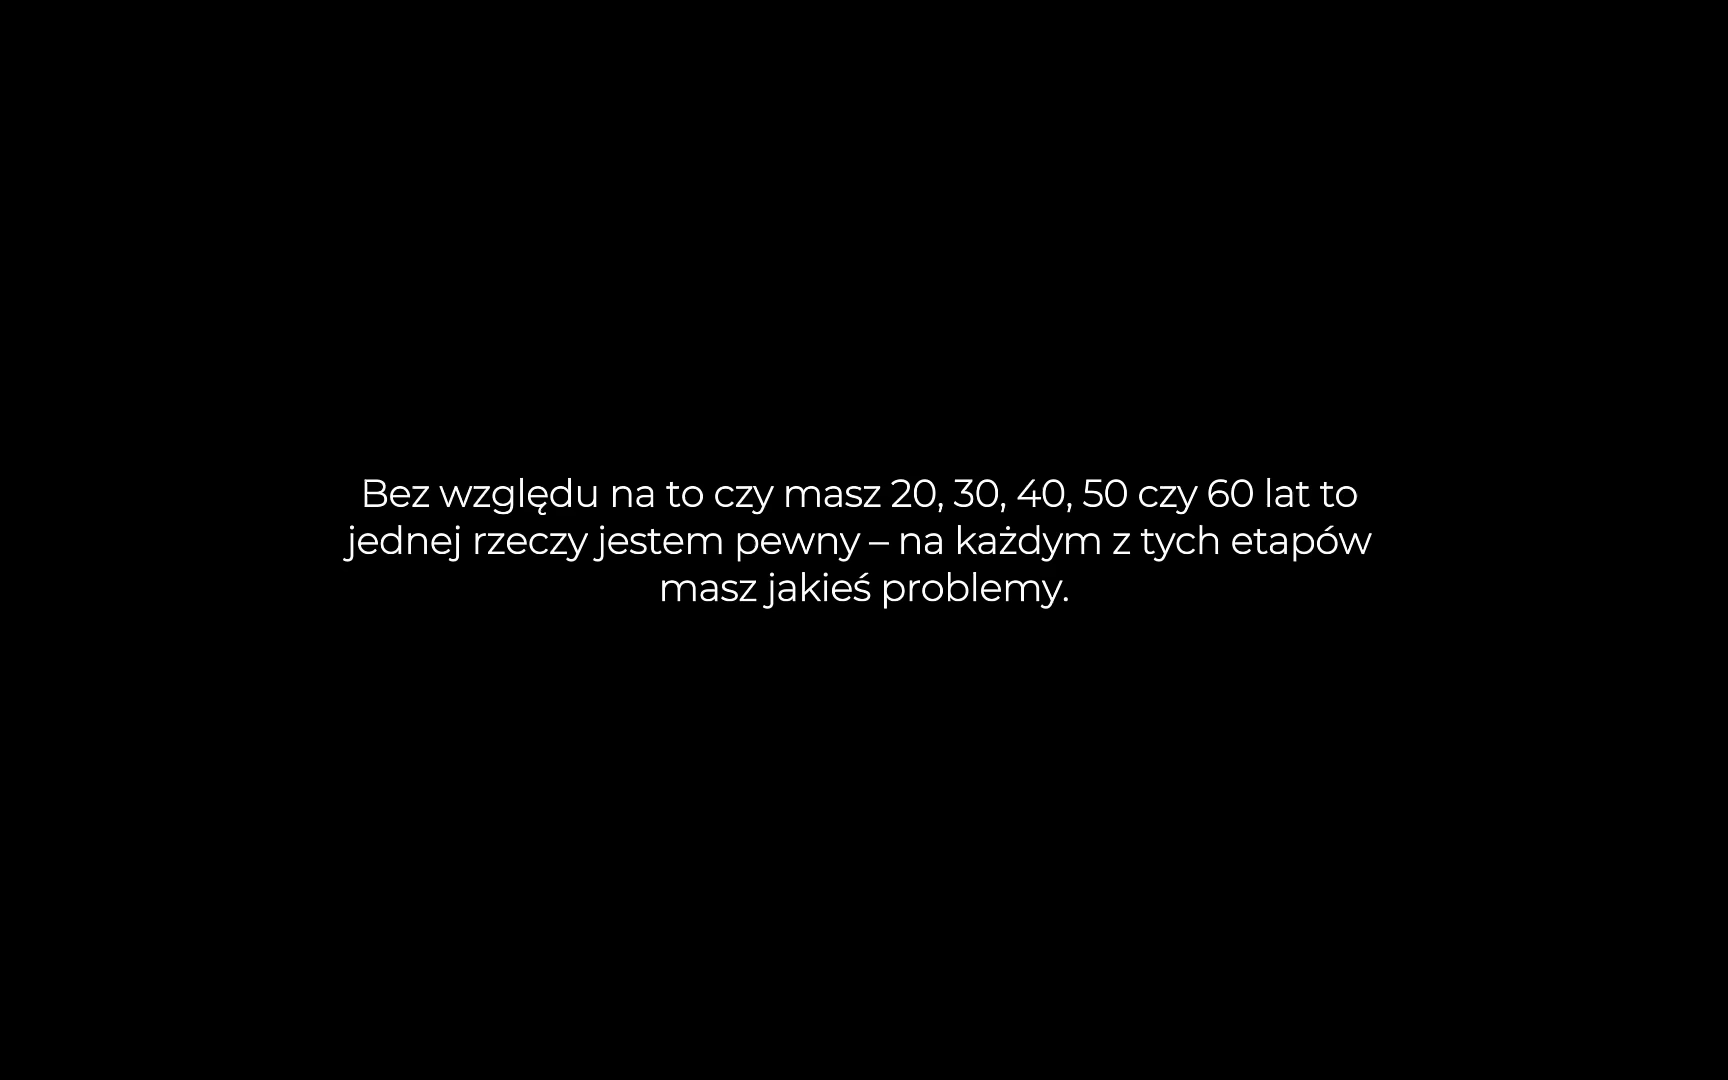 Bez względu na to czy masz 20, 30, 40, 50 czy 60 lat to
jednej rzeczy jestem pewny – na każdym z tych etapów
masz jakieś problemy.